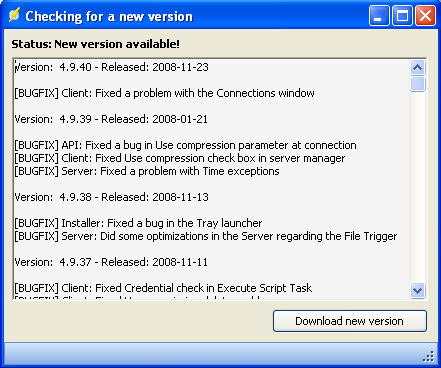 Checking for a new version
Status: New version available!
Version:  4.9.40 - Released: 2008-11-23
[BUGFIX] Client: Fixed a problem with the Connections window
Version:  4.9.39 - Released: 2008-01-21
[BUGFIX] API: Fixed a bug in Use compression parameter at connection
[BUGFIX] Client: Fixed Use compression check box in server manager
[BUGFIX] Server: Fixed a problem with Time exceptions
Version:  4.9.38 - Released: 2008-11-13
[BUGFIX] Installer: Fixed a bug in the Tray launcher
[BUGFIX] Server: Did some optimizations in the Server regarding the File Trigger
Version:  4.9.37 - Released: 2008-11-11
[BUGFIX] Client: Fixed Credential check in Execute Script Task
[BUGFIX] Client: Fixed
Download new version